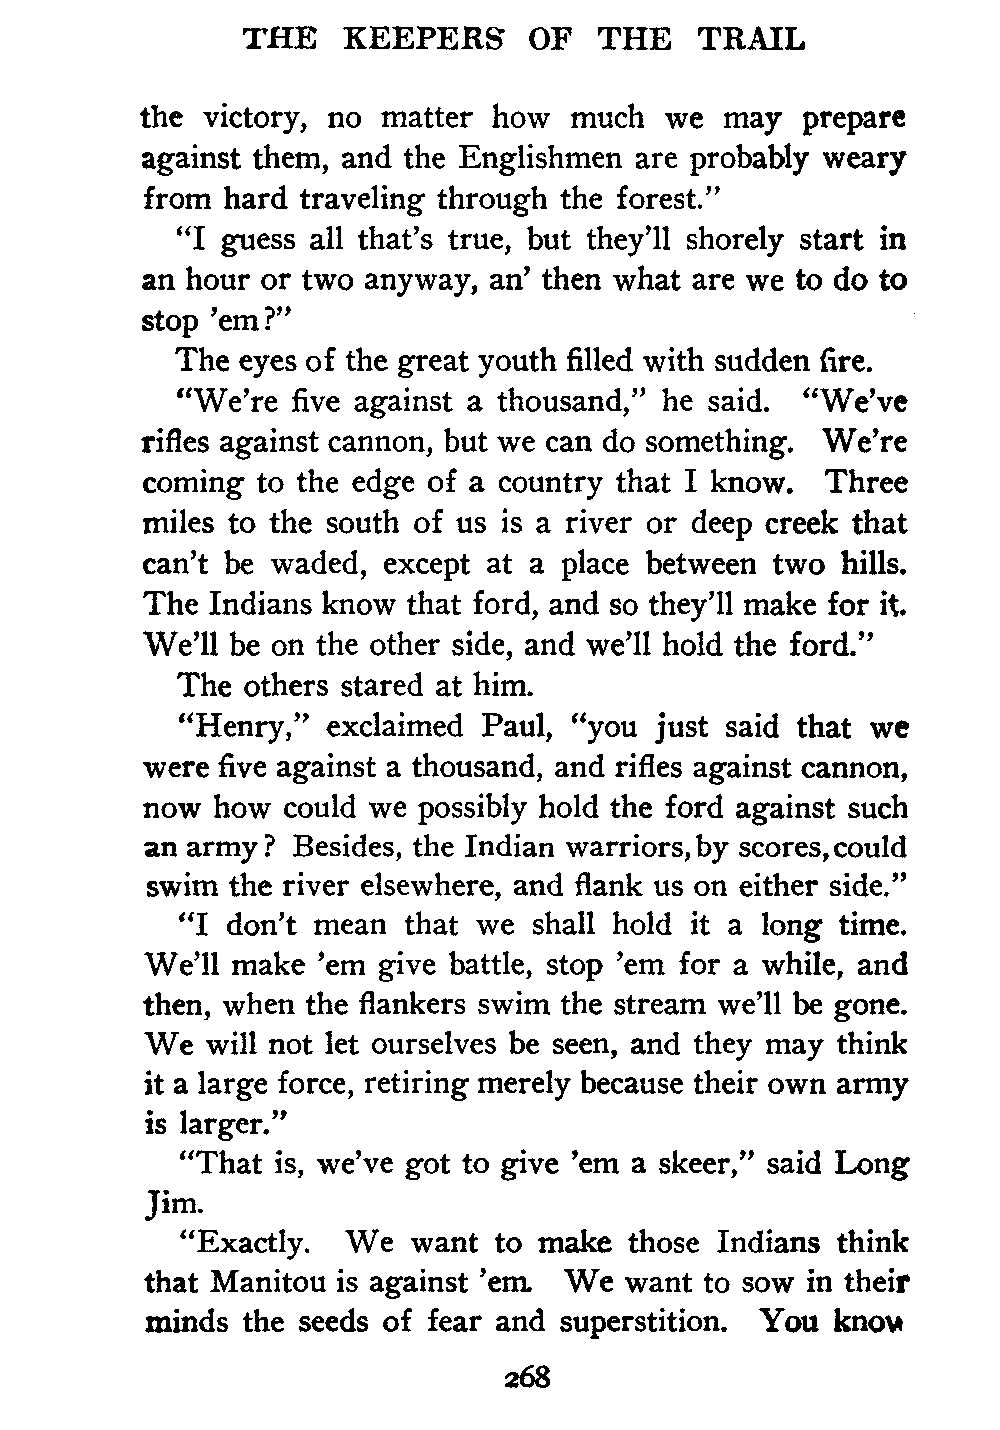 THE KEEPERS OF THE TRAIL
the victory, no matter how much we may prepare
against them, and the Englishmen are probably weary
from hard traveling through the forest."
"I guess all that's true, but they'll shorely start in
an hour or two anyway, an' then what are we to do to
stop 'em?"
The eyes of the great youth filled with sudden fire.
"We're five against a thousand," he said. "We've
rifles against cannon, but we can do something. We're
coming to the edge of a country that I know. Three
miles to the south of us is a river or deep creek that
can't be waded, except at a place between two hills.
The Indians know that ford, and so they'll make for it.
We'll be on the other side, and we'll hold the ford."
The others stared at him.
"Henry," exclaimed Paul, "you just said that we
were five against a thousand, and rifles against cannon,
now how could we possibly hold the ford against such
an army? Besides, the Indian warriors, by scores, could
swim the river elsewhere, and flank us on either side."
"I don't mean that we shall hold it a long time.
We'll make 'em give battle, stop 'em for a while, and
then, when the flankers swim the stream we'll be gone.
We will not let ourselves be seen, and they may think
it a large force, retiring merely because their own army
is larger."
"That is, we've got to give 'em a skeer," said Long
Jim.
"Exactly. We want to make those Indians think
that Manitou is against 'em. We want to sow in their
minds the seeds of fear and superstition. You know
268